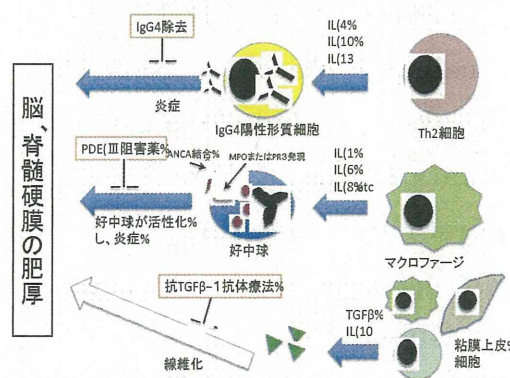 脳、脊髄硬膜の肥厚
IgG4除去
炎症
IgG4陽性形質細胞
IL(4%
IL(10%
IL(13
Th2細胞
PDE(Ⅲ阻害薬%
ANCA結合%
MPOまたはPR3発現
好中球が活性化%
し、炎症%
好中球
IL(1%
IL(6%
IL(8%tc
マクロファージ
抗TGFβ−1抗体療法%
線維化
TGFβ%
IL(10
粘膜上皮%
細胞